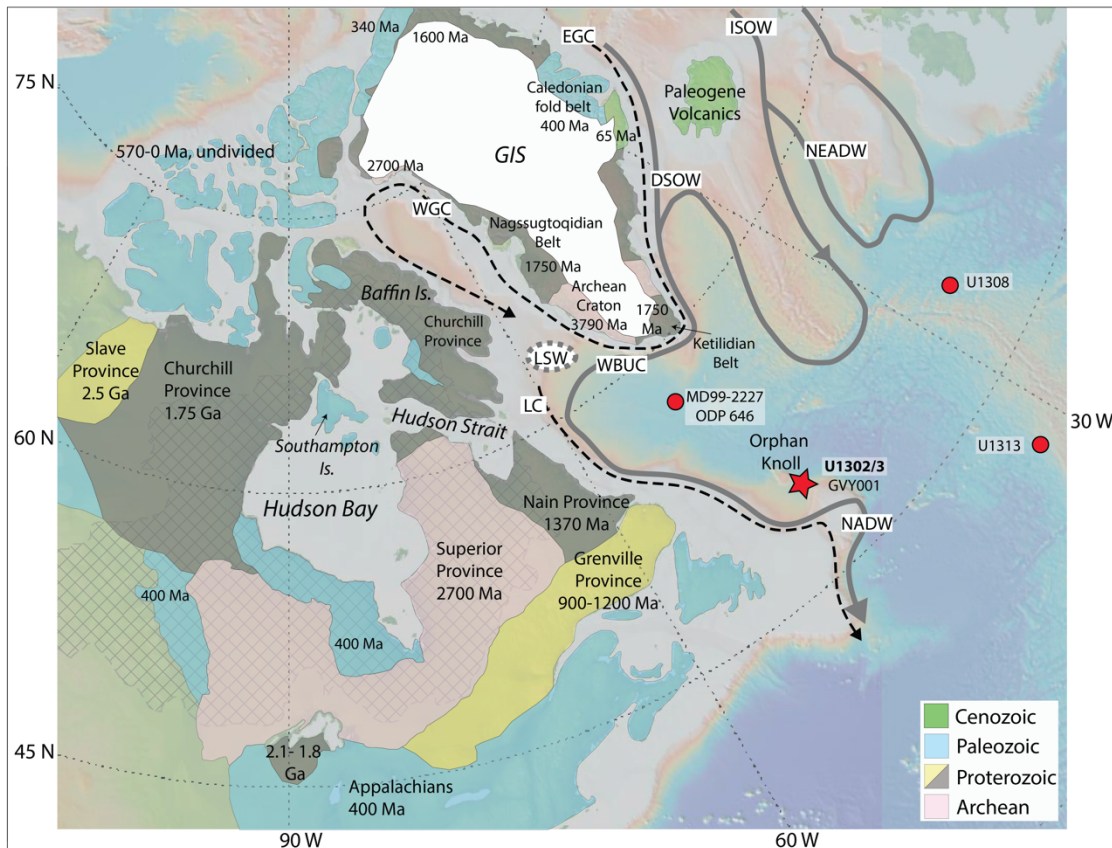 340 Ma
1600 Ma
EGC
ISOW
75 N
Caledonian
fold belt
400 Ma
65 Ma
Paleogene
Volcanics
570-0 Ma, undivided
GIS
2700 Ma
NEADW
DSOW
WGC
Nagssugtoqidian
Belt
1750 Ma
Archean
Craton
3790 Ma
1750
Ma
Ketilidian
Belt
U1308
Baffin Is.
Churchill
Province
Slave
Province
2.5 Ga
Churchill
Province
1.75 Ga
LSW
WBUC
LC
MD99-2227
ODP 646
30 W
60 N
Hudson Strait
Southampton
Is.
Orphan
Knoll
U1302/3
GVY001
U1313
Hudson Bay
Nain Province
1370 Ma
NADW
Superior
Province
2700 Ma
Grenville
Province
900-1200 Ma
400 Ma
400 Ma
45 N
2.1- 1.8
Ga
Appalachians
400 Ma
Cenozoic
Paleozoic
Proterozoic
Archean
90 W
60 W